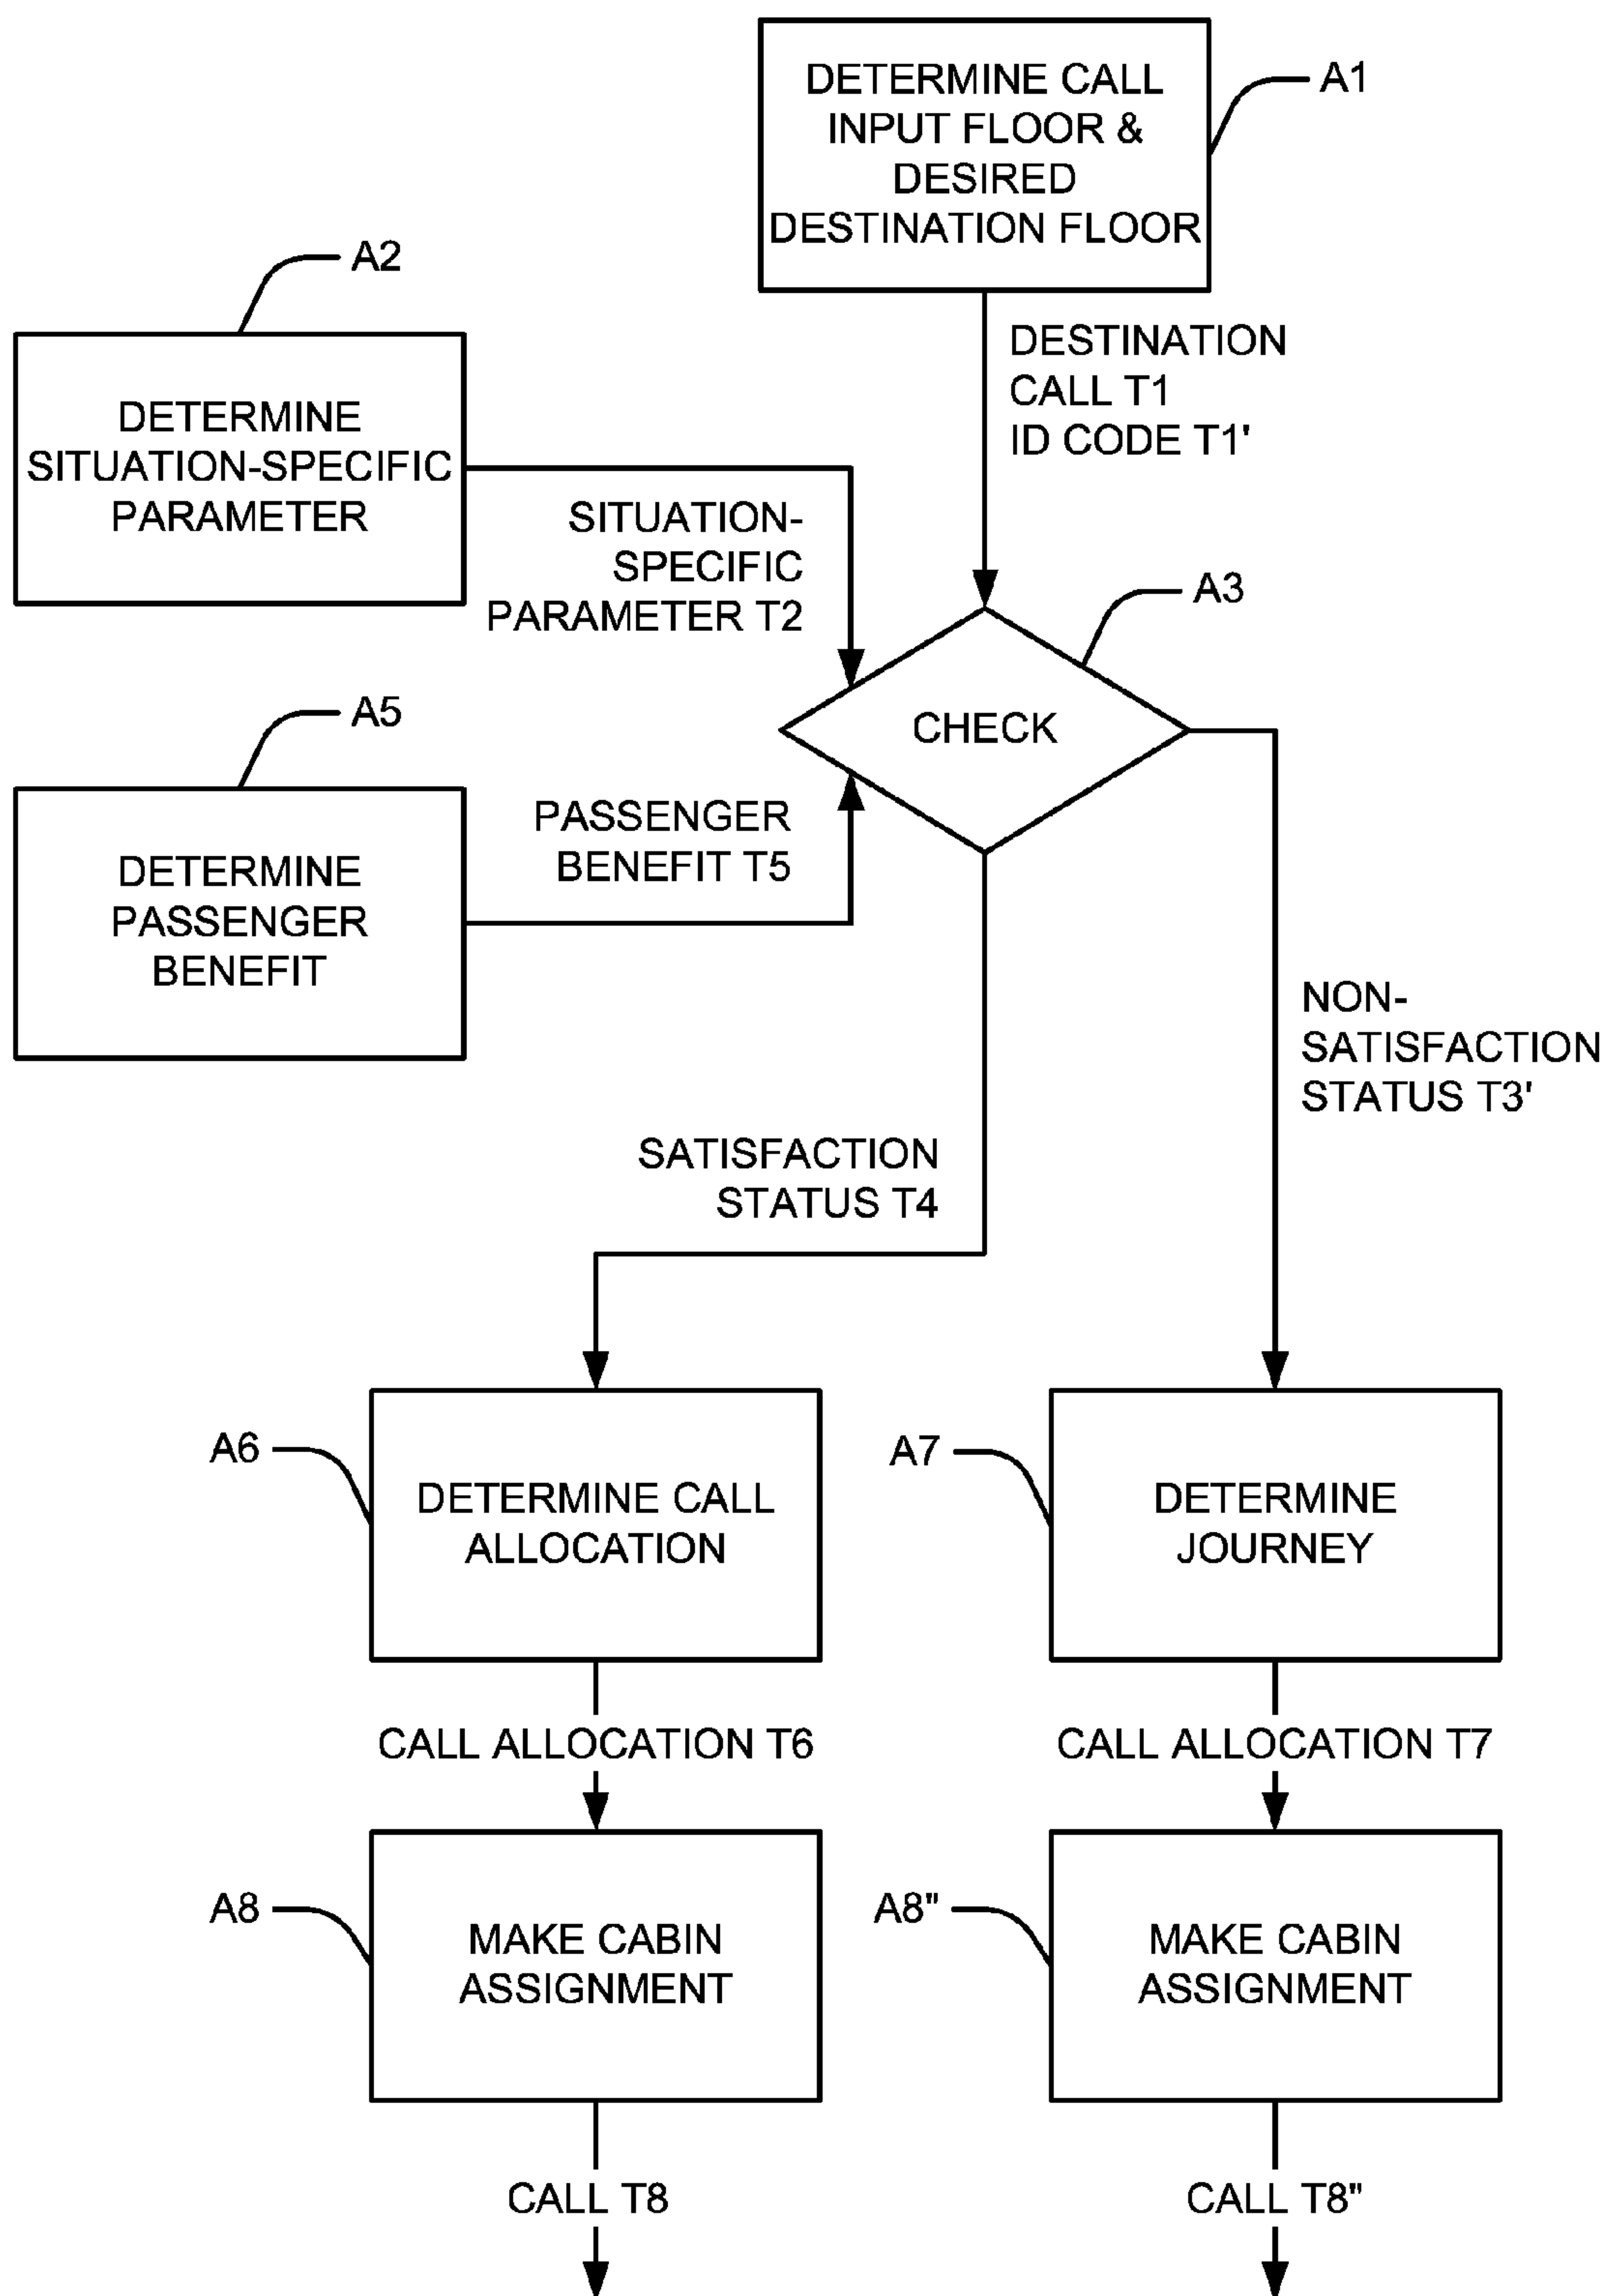 DETERMINE CALL
INPUT FLOOR &
DESIRED
DESTINATION FLOOR
A1
A2
DETERMINE
SITUATION-SPECIFIC
PARAMETER
DESTINATION
CALL T1
ID CODE T1'
SITUATION-
SPECIFIC
PARAMETER T2
A3
CHECK
A5
DETERMINE
PASSENGER
BENEFIT
PASSENGER
BENEFIT T5
NON-
SATISFACTION
STATUS T3'
SATISFACTION
STATUS T4
A6
DETERMINE CALL
ALLOCATION
A7
DETERMINE
JOURNEY
CALL ALLOCATION T6
CALL ALLOCATION T7
A8
MAKE CABIN
ASSIGNMENT
A8"
MAKE CABIN
ASSIGNMENT
CALL T8
CALL T8"